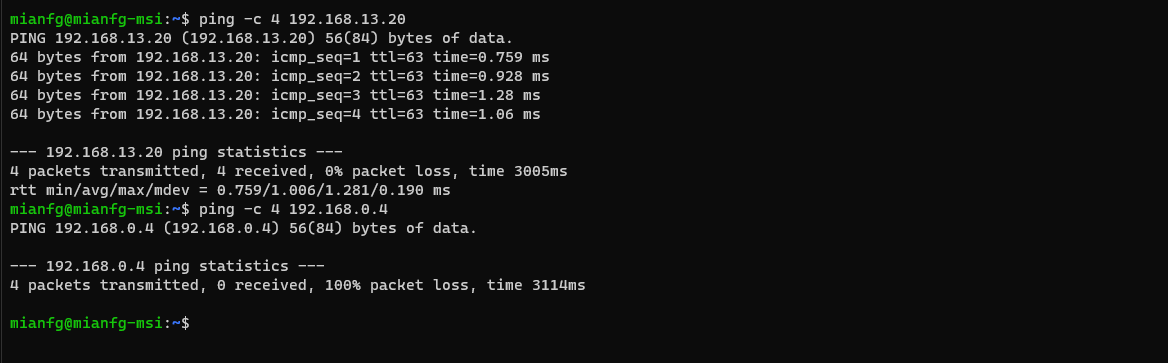 mianfg@mianfg-msi:~$ ping -c 4 192.168.13.20
PING 192.168.13.20 (192.168.13.20) 56(84) bytes of data.
64 bytes from 192.168.13.20: icmp_seq=1 ttl=63 time=0.759 ms
64 bytes from 192.168.13.20: icmp_seq=2 ttl=63 time=0.928 ms
64 bytes from 192.168.13.20: icmp_seq=3 ttl=63 time=1.28 ms
64 bytes from 192.168.13.20: icmp_seq=4 ttl=63 time=1.06 ms
--- 192.168.13.20 ping statistics ---
4 packets transmitted, 4 received, 0% packet loss, time 3005ms
rtt min/avg/max/mdev = 0.759/1.006/1.281/0.190 ms
mianfg@mianfg-msi:~$ ping -c 4 192.168.0.4
PING 192.168.0.4 (192.168.0.4) 56(84) bytes of data.
--- 192.168.0.4 ping statistics ---
4 packets transmitted, 0 received, 100% packet loss, time 3114ms
mianfg@mianfg-msi:~$